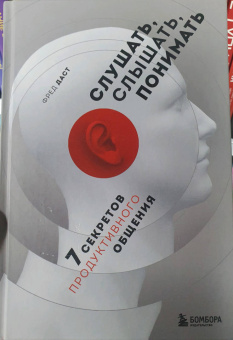 ФРЕД ДАСТ
СЛУШАТЬ,
СЛЫШАТЬ,
ПОНИМАТЬ
7 СЕКРЕТОВ
ПРОДУКТИВНОГО
ОБЩЕНИЯ
БОМБОРА